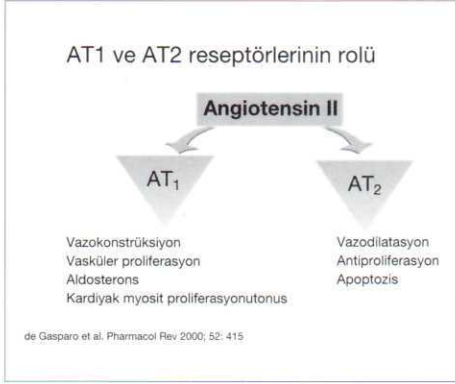 AT1 ve AT2 reseptörlerinin rolü
Angiotensin II
AT₁
AT₂
Vazokonstrüksiyon
Vasküler proliferasyon
Aldosterons
Kardiyak myosit proliferasyonutonus
Vazodilatasyon
Antiproliferasyon
Apoptozis
de Gasparo et al. Pharmacol Rev 2000; 52: 415